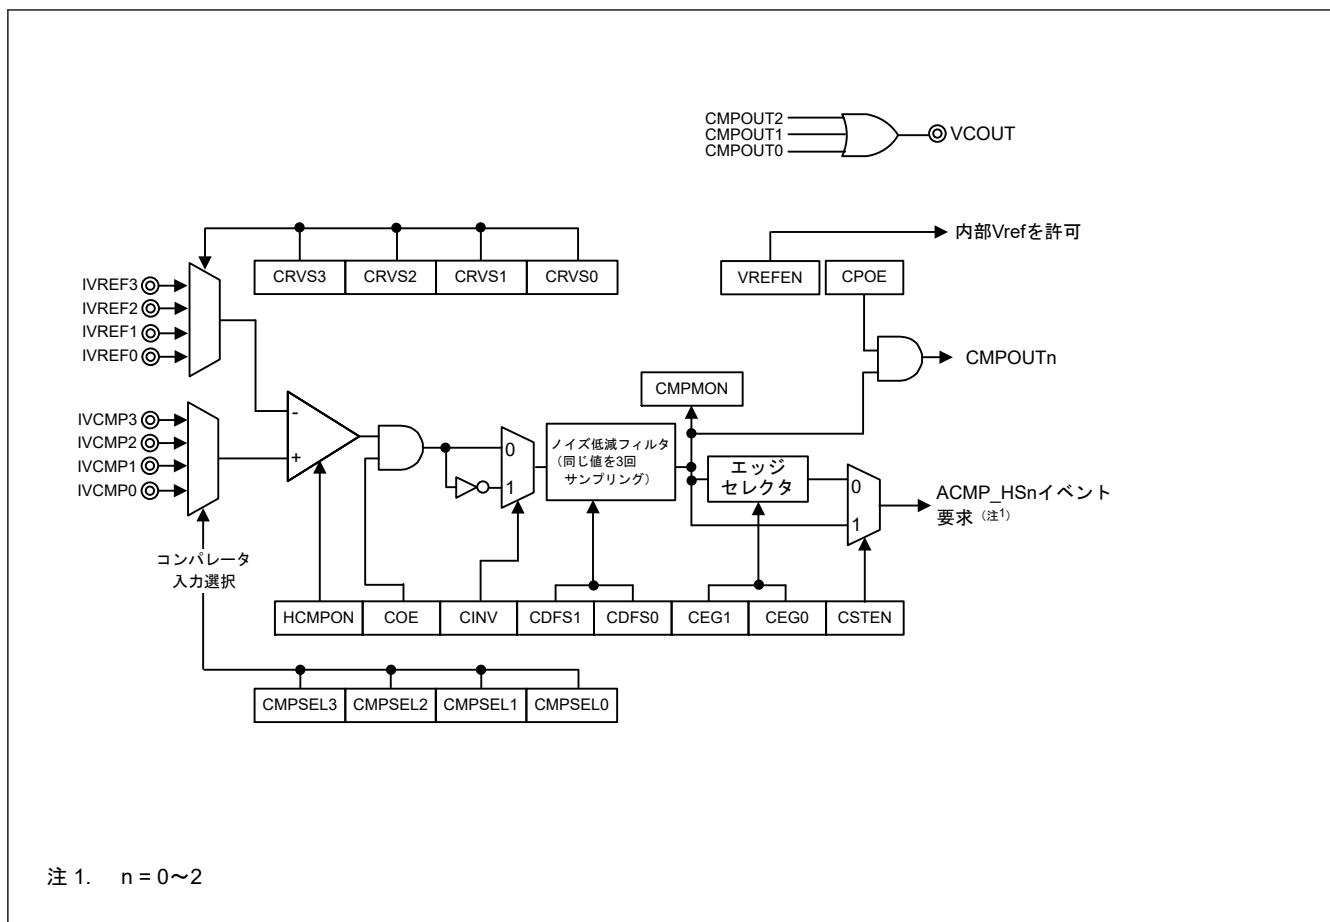 CMPOUT2
CMPOUT1
CMPOUT0
VCOUT
内部Vrefを許可
CRVS3 CRVS2 CRVS1 CRVS0
VREFEN CPOE
IVREF3
IVREF2
IVREF1
IVREF0
CMPOUTn
CMPMON
IVCMP3
IVCMP2
IVCMP1
IVCMP0
-
+
0
1
ノイズ低減フィルタ
（同じ値を3回
サンプリング）
エッジ
セレクタ
0
1
ACMP_HSnイベント
要求（注1）
コンパレータ
入力選択
HCMPON COE CINV CDFS1 CDFS0 CEG1 CEG0 CSTEN
CMPSEL3 CMPSEL2 CMPSEL1 CMPSEL0
注 1. n = 0～2